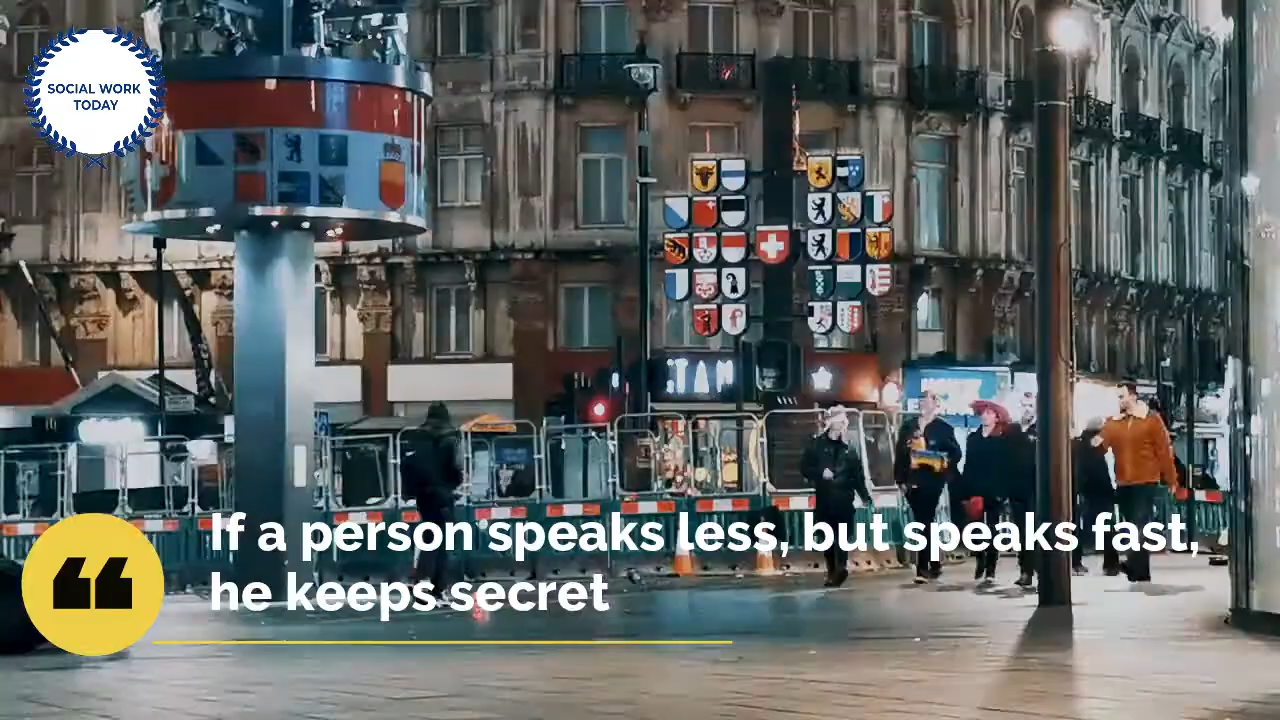 SOCIAL WORK
TODAY
If a person speaks less, but speaks fast,
he keeps secret